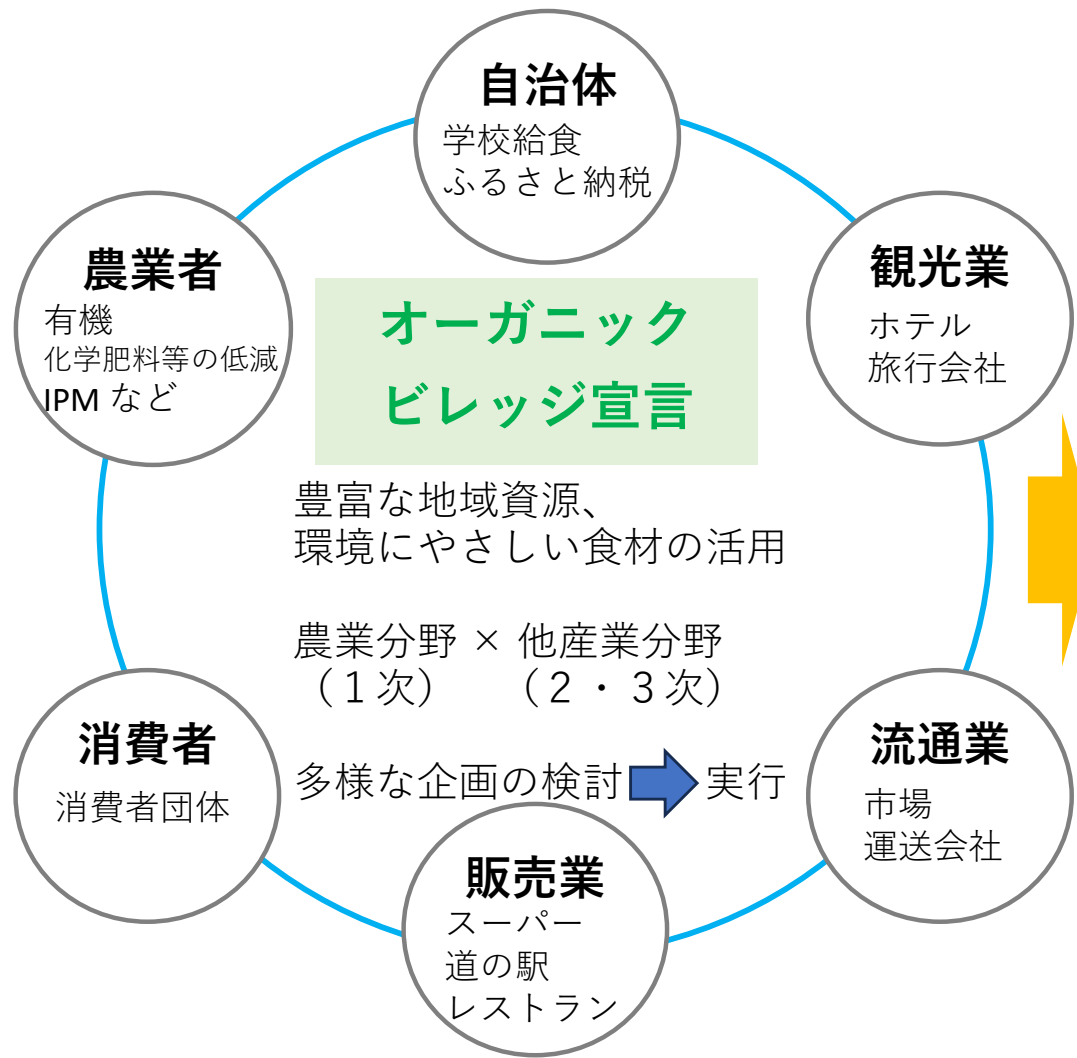 自治体
学校給食
ふるさと納税
農業者
有機
化学肥料等の低減
IPM など
観光業
ホテル
旅行会社
オーガニック
ビレッジ宣言
豊富な地域資源、
環境にやさしい食材の活用
農業分野 × 他産業分野
（１次） （２・３次）
多様な企画の検討 実行
消費者
消費者団体
流通業
市場
運送会社
販売業
スーパー
道の駅
レストラン